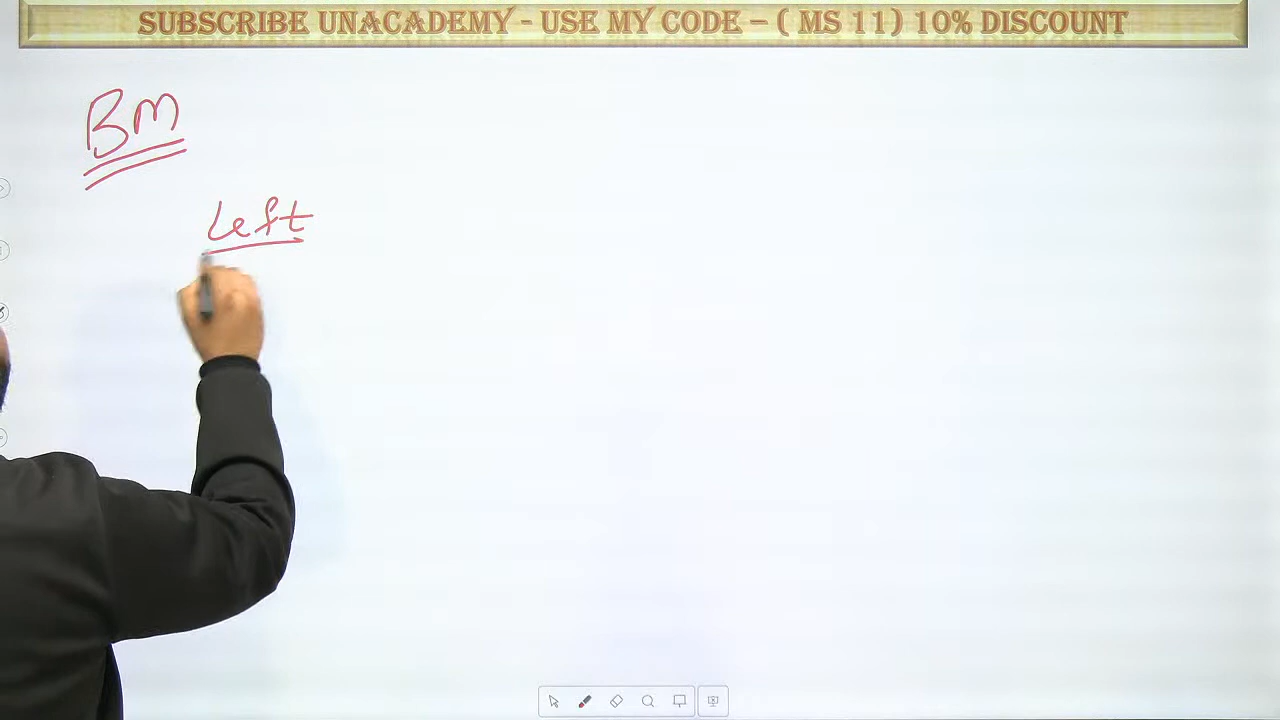 SUBSCRIBE UNACADEMY - USE MY CODE – ( MS 11) 10% DISCOUNT
BM
Left